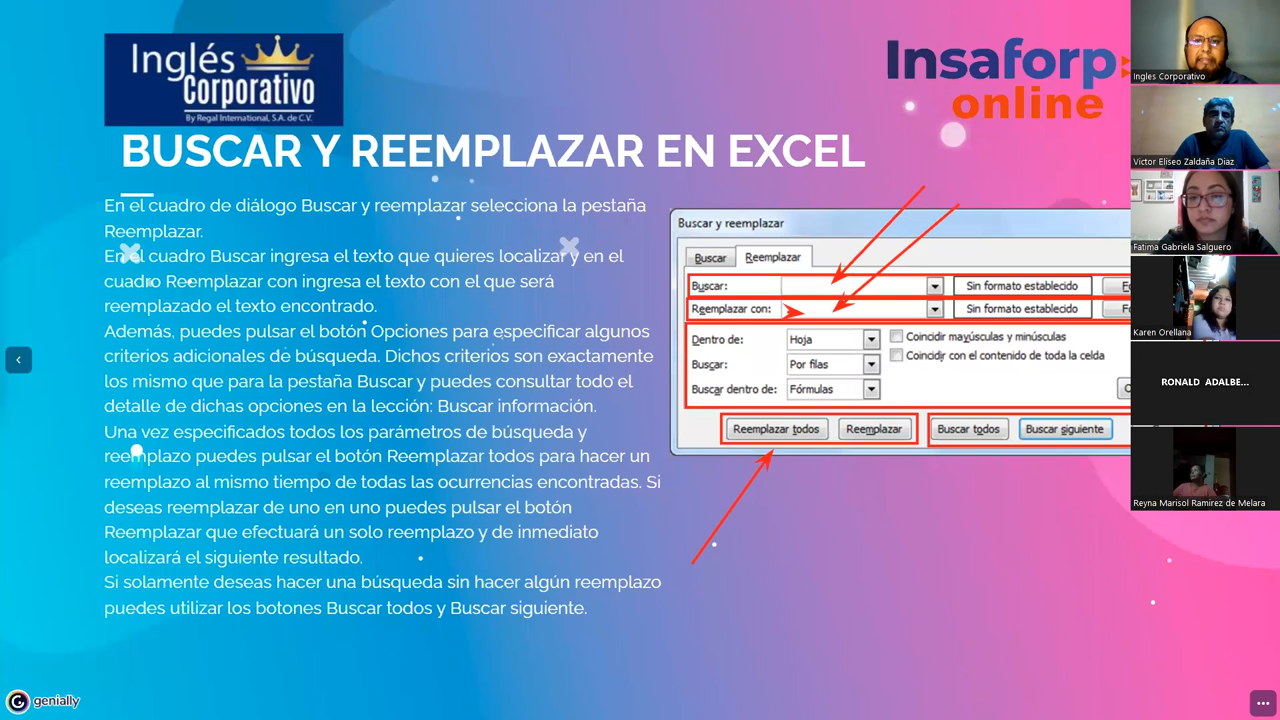 Inglés
Corporativo
By Regal International, S.A. de C.V.
Insaforp
online
BUSCAR Y REEMPLAZAR EN EXCEL
En el cuadro de diálogo Buscar y reemplazar selecciona la pestaña
Reemplazar.
En el cuadro Buscar ingresa el texto que quieres localizar y en el
cuadro Reemplazar con ingresa el texto con el que será
reemplazado el texto encontrado.
Además, puedes pulsar el botón Opciones para especificar algunos
criterios adicionales de búsqueda. Dichos criterios son exactamente
los mismo que para la pestaña Buscar y puedes consultar todo el
detalle de dichas opciones en la lección: Buscar información.
Una vez especificados todos los parámetros de búsqueda y
reemplazo puedes pulsar el botón Reemplazar todos para hacer un
reemplazo al mismo tiempo de todas las ocurrencias encontradas. Si
deseas reemplazar de uno en uno puedes pulsar el botón
Reemplazar que efectuará un solo reemplazo y de inmediato
localizará el siguiente resultado.
Si solamente deseas hacer una búsqueda sin hacer algún reemplazo
puedes utilizar los botones Buscar todos y Buscar siguiente.
Buscar y reemplazar
Buscar Reemplazar
Buscar: Sin formato establecido
Reemplazar con: Sin formato establecido
Dentro de: Hoja Coincidir mayúsculas y minúsculas
Coincidir con el contenido de toda la celda
Buscar: Por filas
Buscar dentro de: Fórmulas
Reemplazar todos Reemplazar Buscar todos Buscar siguiente
Ingles Corporativo
Victor Eliseo Zaldaña Diaz
Fatima Gabriela Salguero
Karen Orellana
RONALD ADALBE...
Reyna Marisol Ramirez de Melara
genially